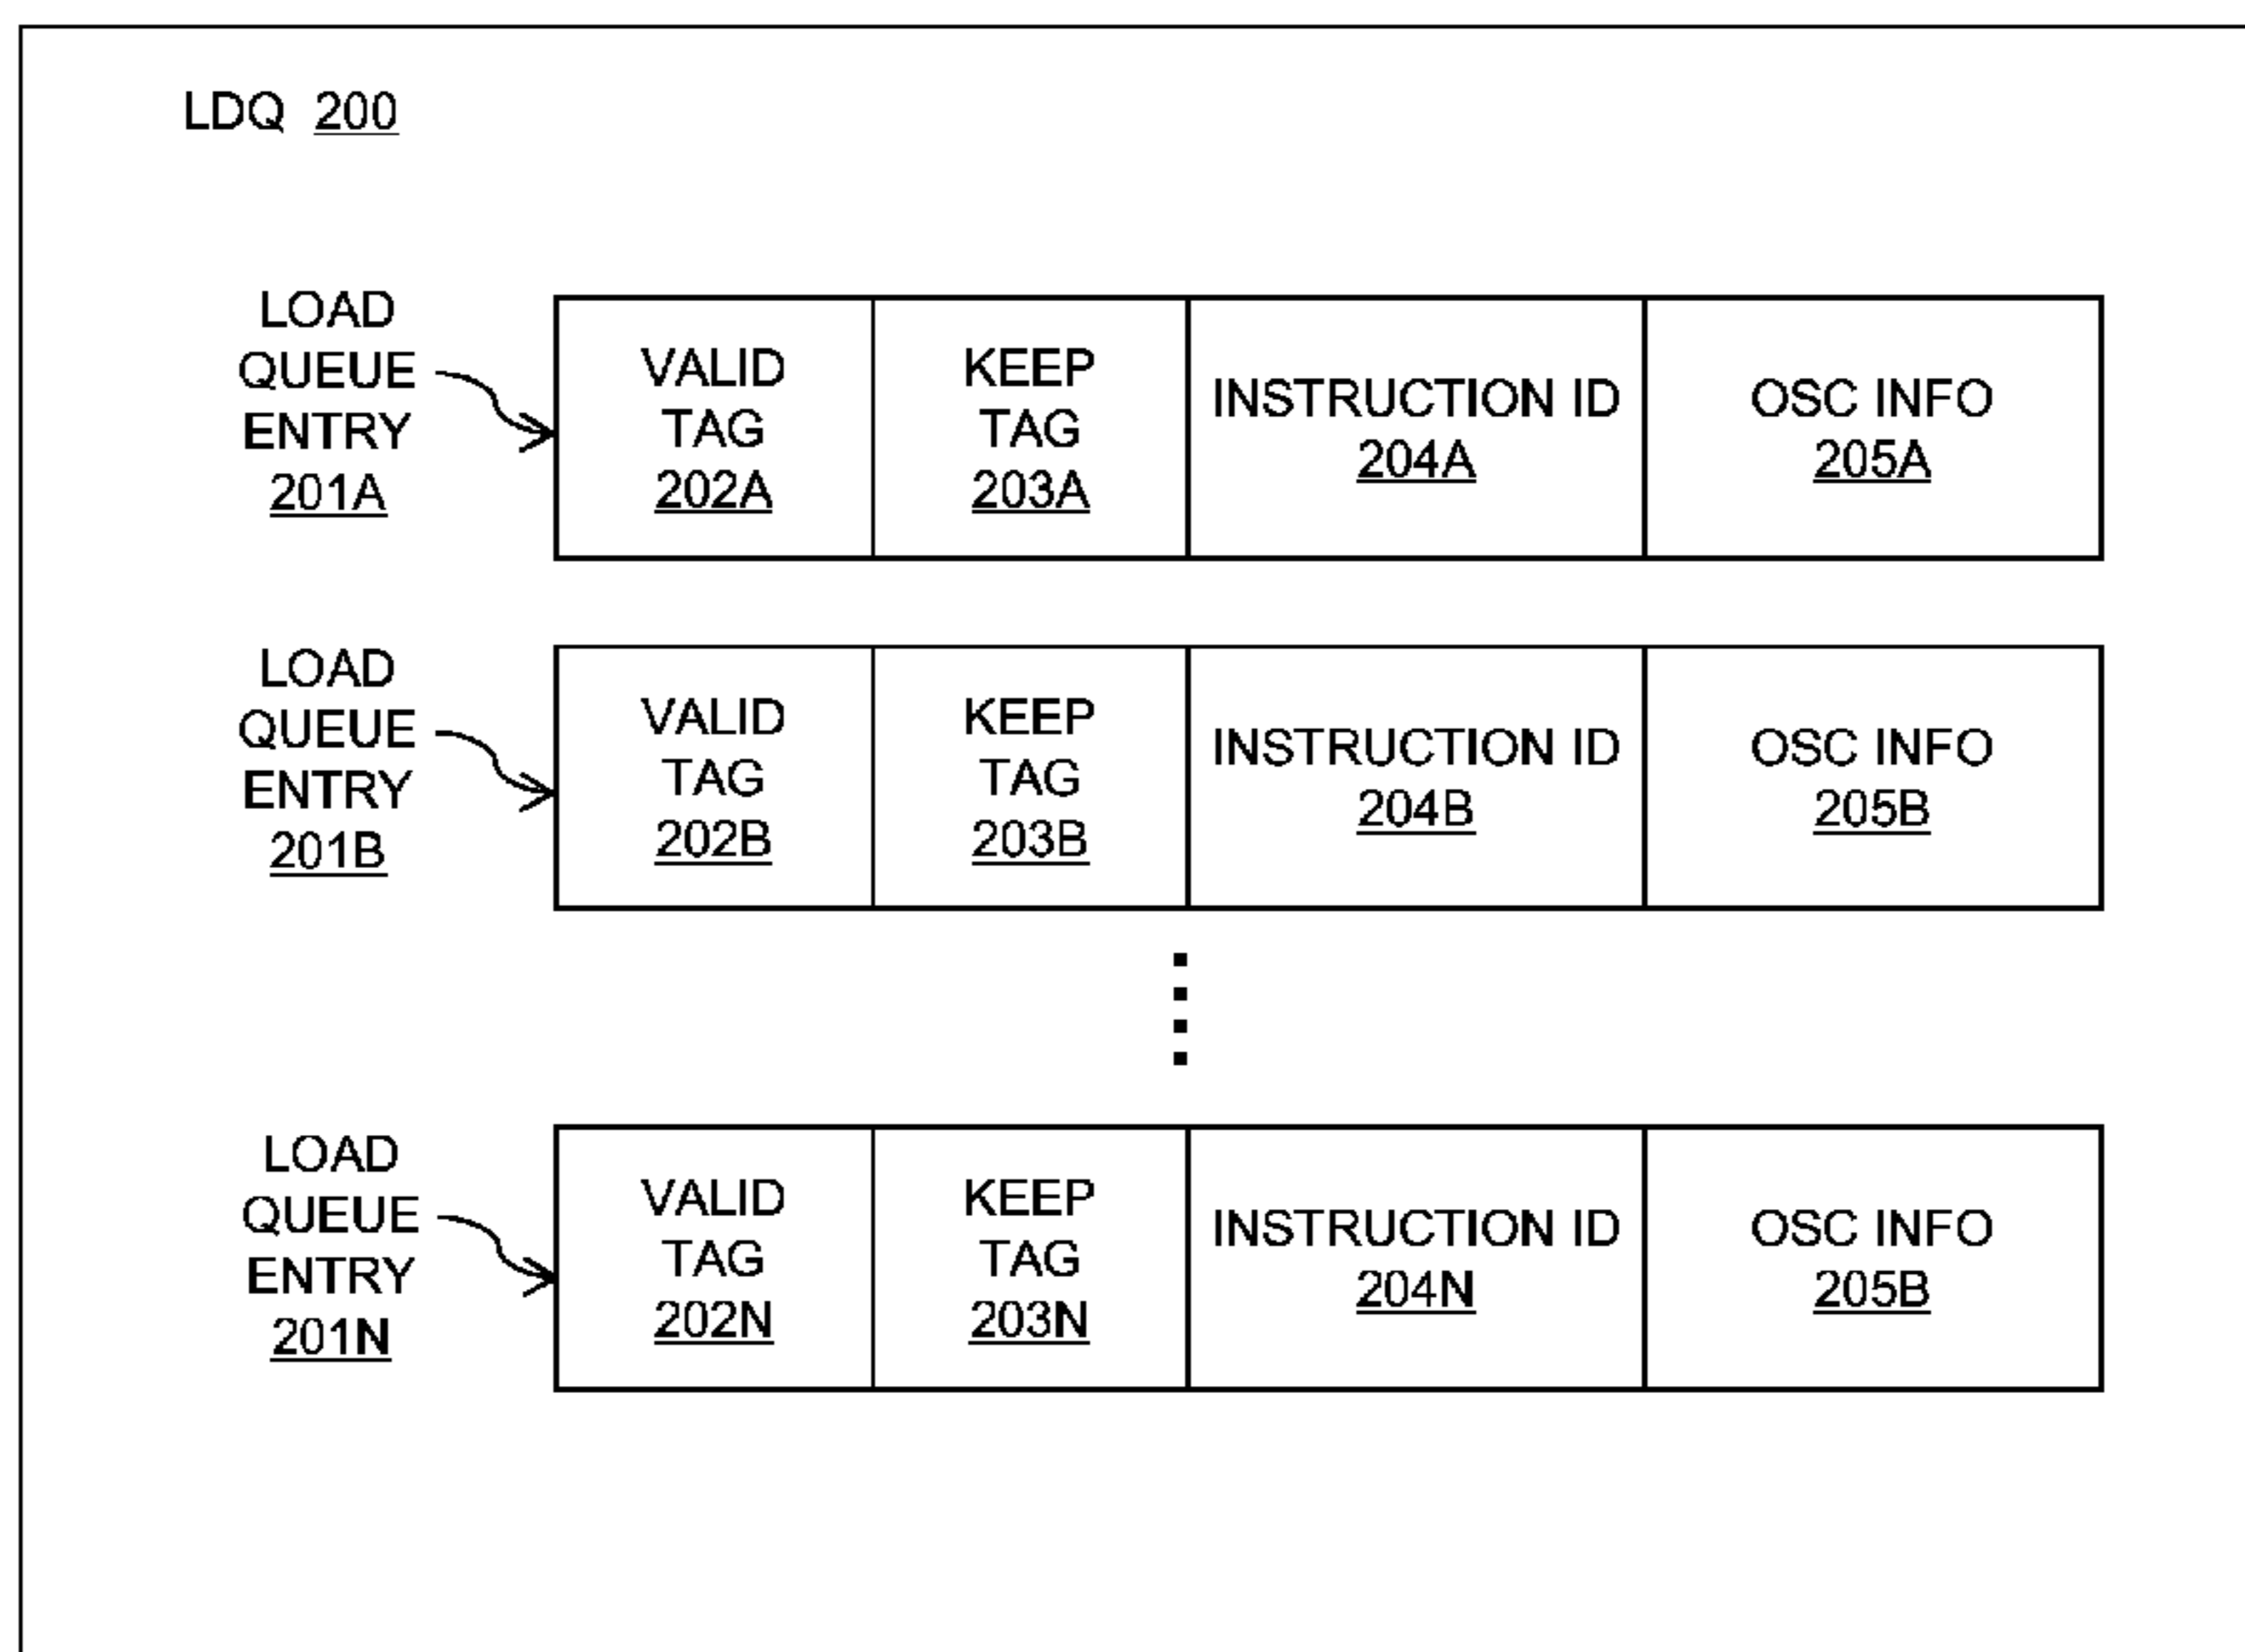 LDQ 200
LOAD
QUEUE
ENTRY
201A
VALID
TAG
202A
KEEP
TAG
203A
INSTRUCTION ID
204A
OSC INFO
205A
LOAD
QUEUE
ENTRY
201B
VALID
TAG
202B
KEEP
TAG
203B
INSTRUCTION ID
204B
OSC INFO
205B
LOAD
QUEUE
ENTRY
201N
VALID
TAG
202N
KEEP
TAG
203N
INSTRUCTION ID
204N
OSC INFO
205B